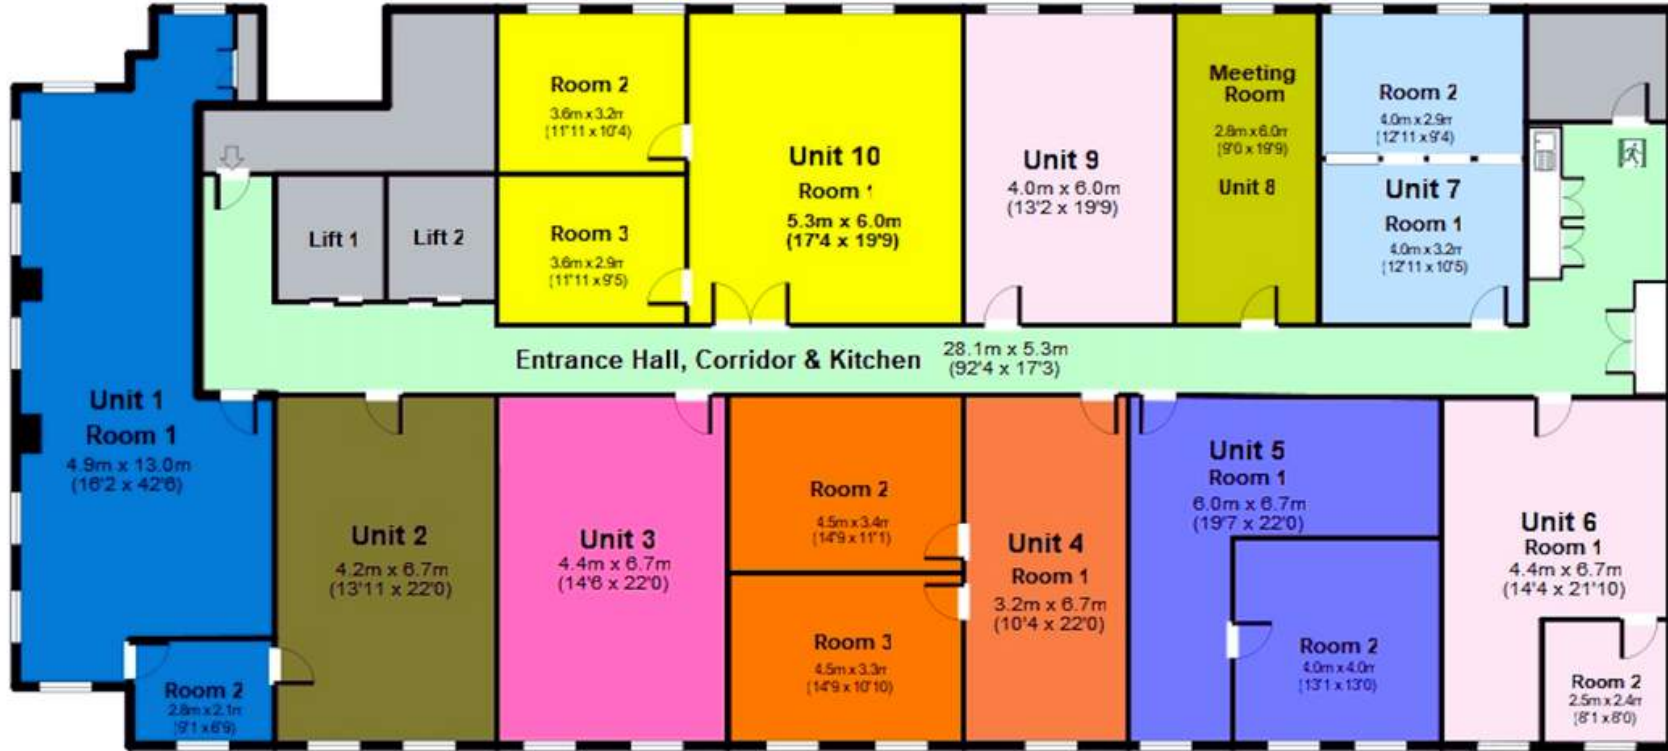 Unit 1
Room 1
4.9m x 13.0m
(16'2 x 42'6)
Room 2
2.8m x 2.1m
(9'1 x 6'9)
Lift 1
Lift 2
Room 2
3.6m x 3.2m
(11'11 x 10'4)
Room 3
3.6m x 2.9m
(11'11 x 9'5)
Unit 10
Room 1
5.3m x 6.0m
(17'4 x 19'9)
Unit 9
4.0m x 6.0m
(13'2 x 19'9)
Meeting
Room
2.8m x 6.0m
(9'0 x 19'9)
Unit 8
Room 2
4.0m x 2.9m
(12'11 x 9'4)
Unit 7
Room 1
4.0m x 3.2m
(12'11 x 10'5)
Entrance Hall, Corridor & Kitchen
28.1m x 5.3m
(92'4 x 17'3)
Unit 2
4.2m x 6.7m
(13'11 x 22'0)
Unit 3
4.4m x 6.7m
(14'6 x 22'0)
Room 2
4.5m x 3.4m
(14'9 x 11'1)
Room 3
4.5m x 3.3m
(14'9 x 10'10)
Unit 4
Room 1
3.2m x 6.7m
(10'4 x 22'0)
Unit 5
Room 1
6.0m x 6.7m
(19'7 x 22'0)
Room 2
4.0m x 4.0m
(13'1 x 13'0)
Unit 6
Room 1
4.4m x 6.7m
(14'4 x 21'10)
Room 2
2.5m x 2.4m
(8'1 x 8'0)